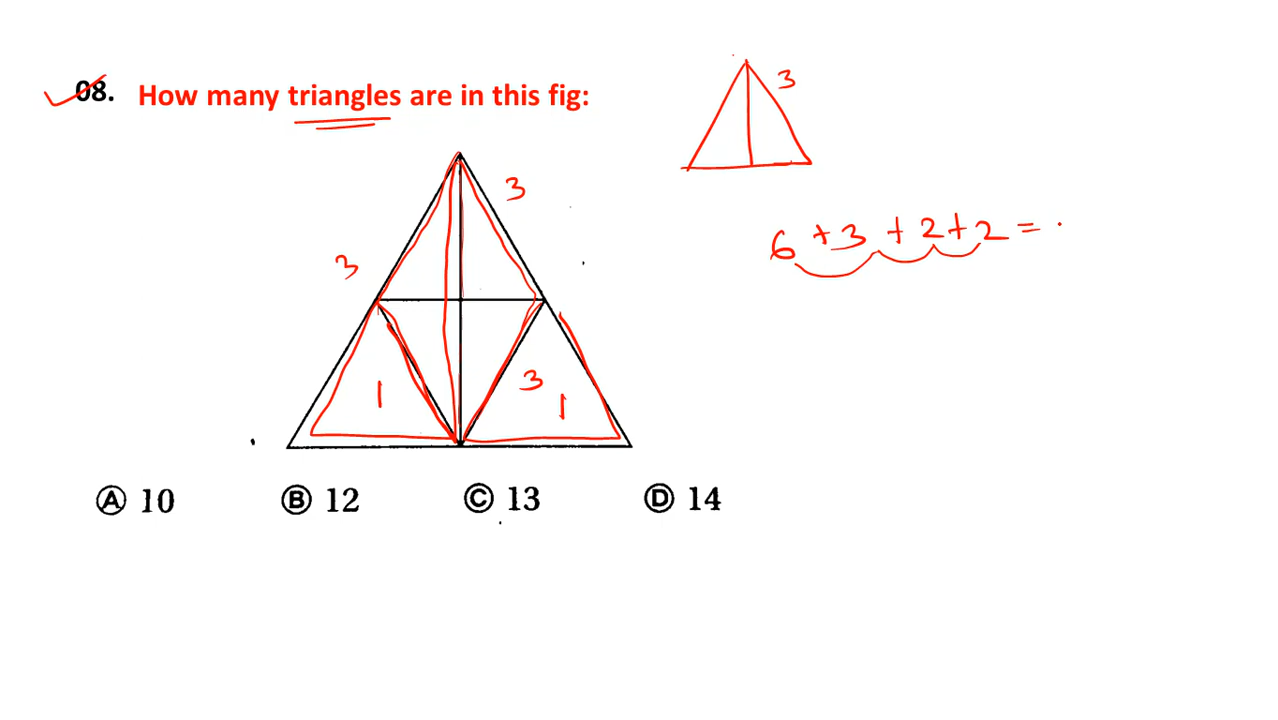 08. How many triangles are in this fig:
3
3
3
6 + 3 + 2 + 2 =
1
3
1
Ⓐ 10 Ⓑ 12 Ⓒ 13 Ⓓ 14